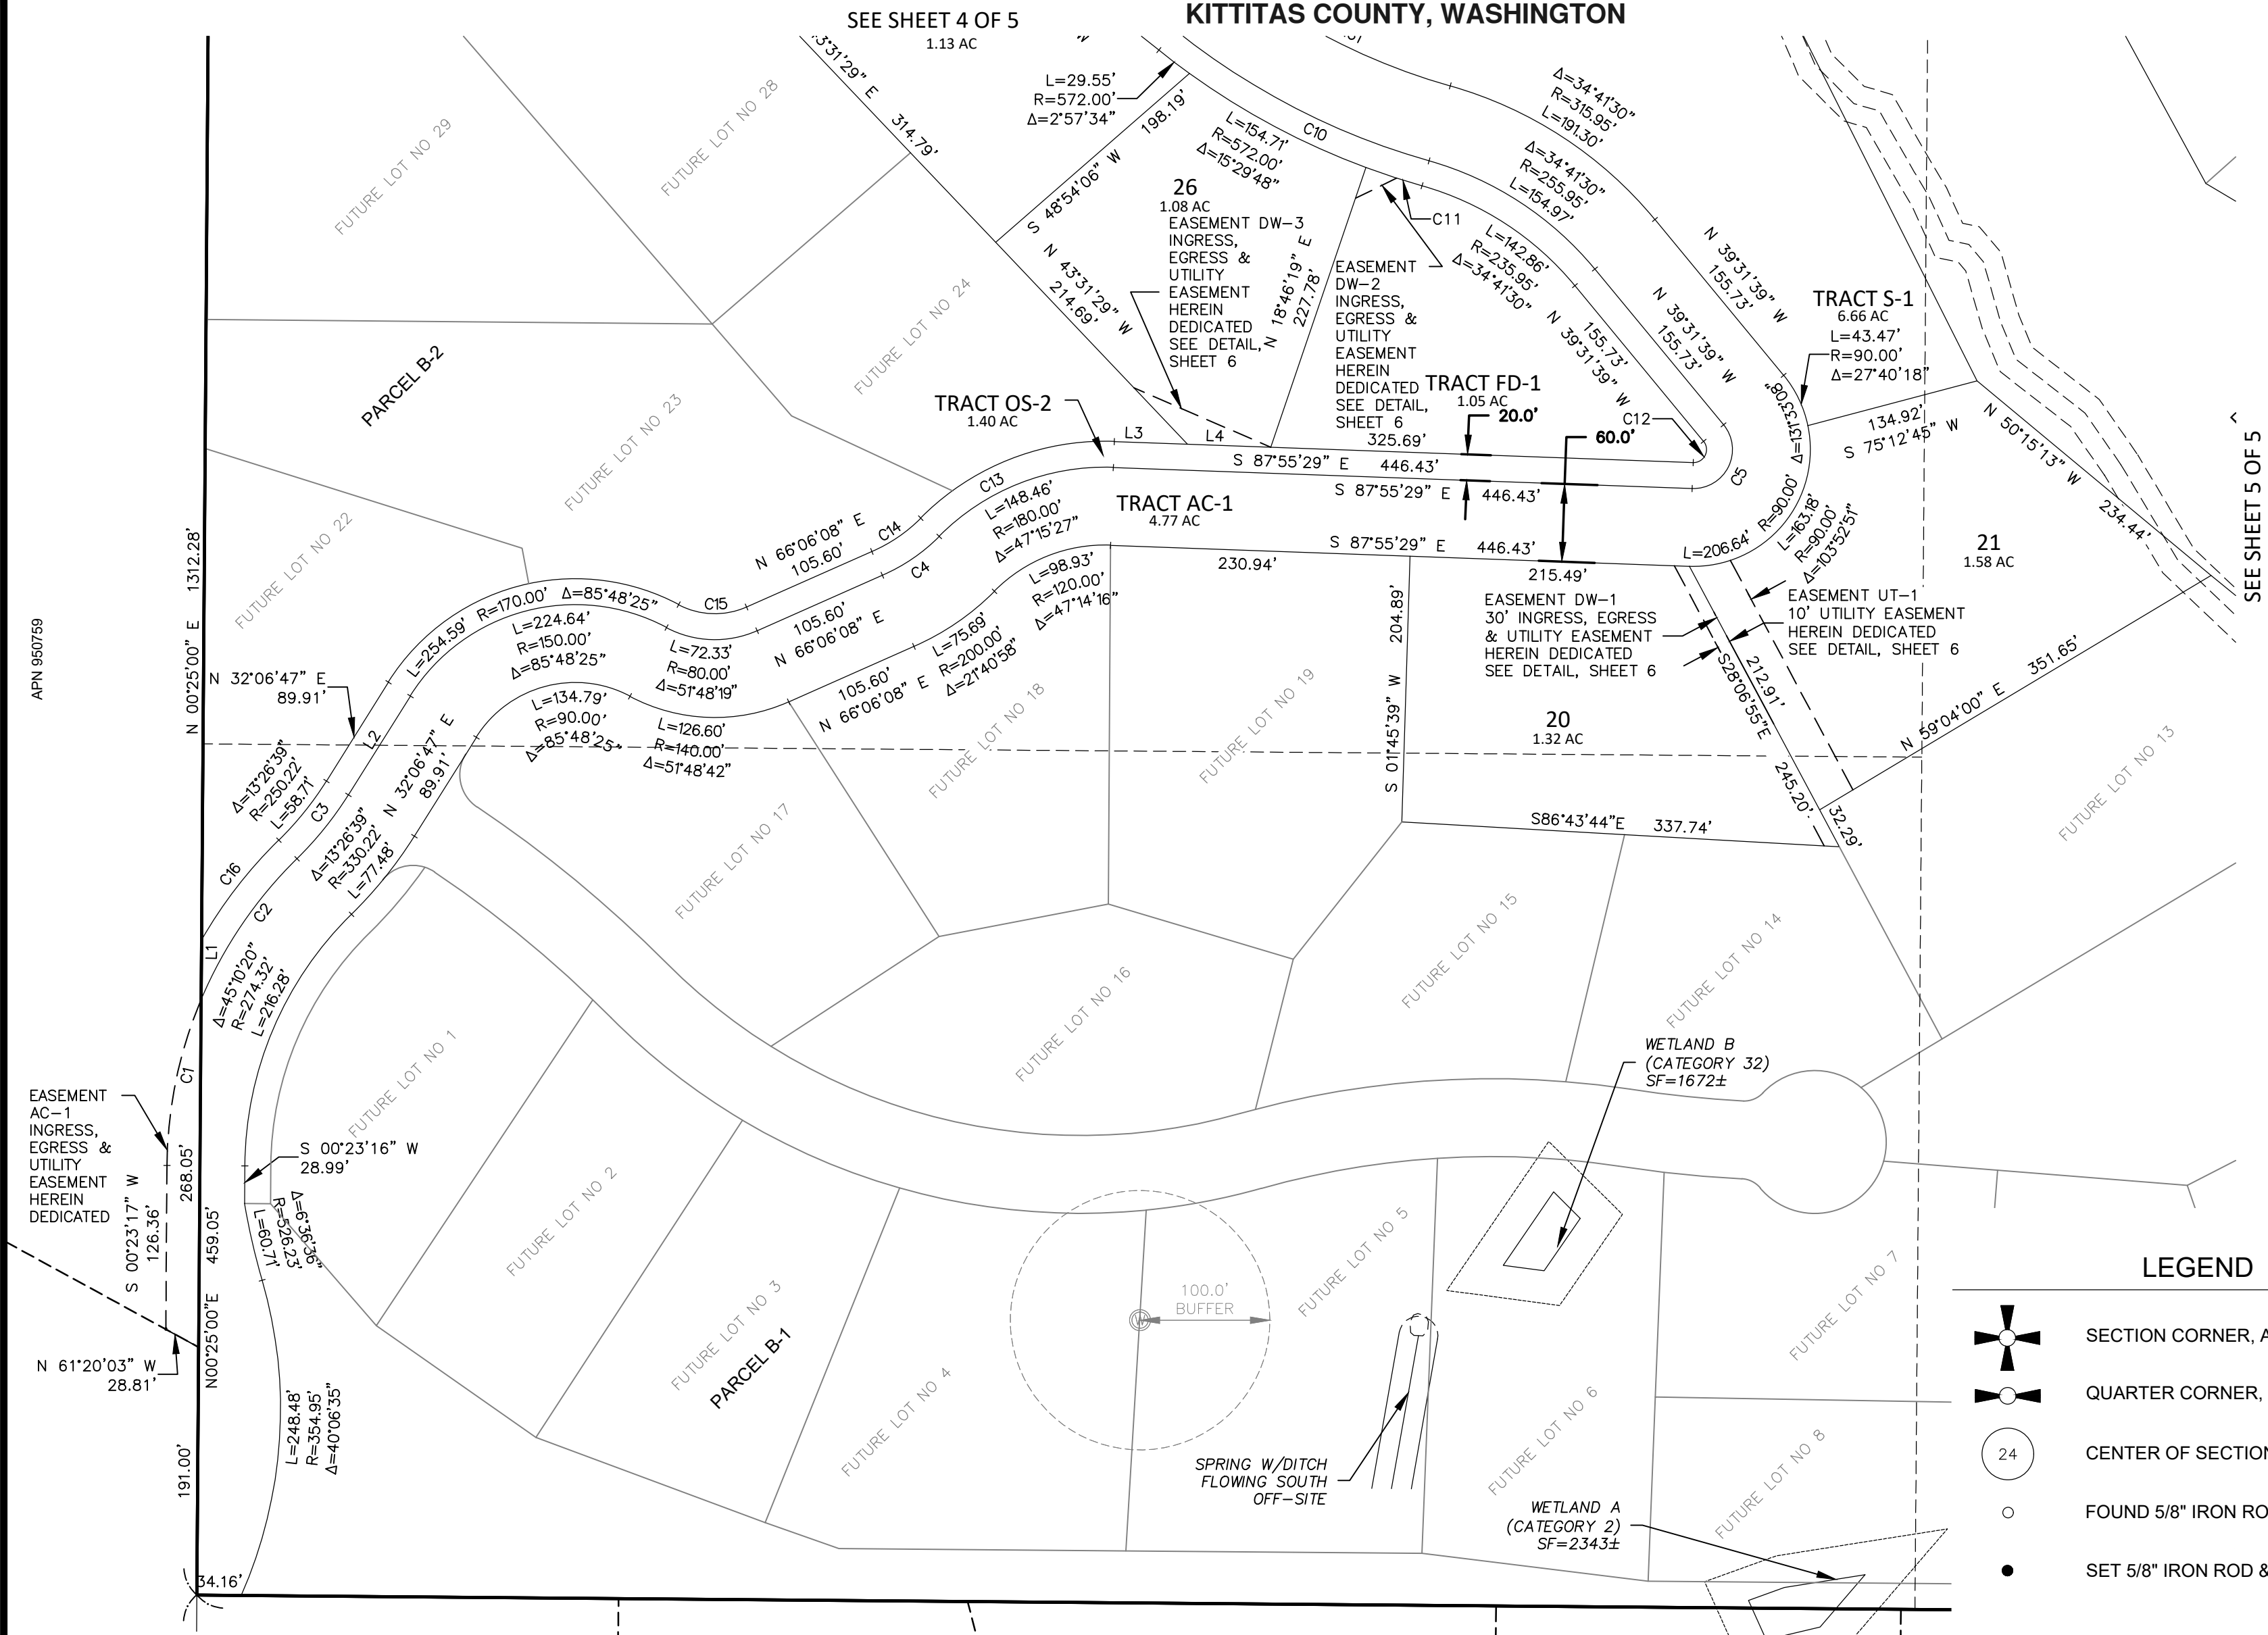 KITTITAS COUNTY, WASHINGTON
SEE SHEET 4 OF 5
1.13 AC
3°31'29" E
314.79'
W
L=29.55'
R=572.00'
Δ=2°57'34"
S 48°54'06" W
198.19'
L=154.71'
R=572.00'
Δ=15°29'48"
C10
Δ=34°41'30"
R=315.95'
L=191.30'
Δ=34°41'30"
R=255.95'
L=154.97'
C11
L=142.86'
R=235.95'
Δ=34°41'30"
N 39°31'39" W
155.73'
N 39°31'39" W
155.73'
155.73'
N 39°31'39" W
TRACT S-1
6.66 AC
L=43.47'
R=90.00'
Δ=27°40'18"
134.92'
S 75°12'45" W
N 50°15'13" W
234.44'
SEE SHEET 5 OF 5
26
1.08 AC
EASEMENT DW-3
INGRESS,
EGRESS &
UTILITY
EASEMENT
HEREIN
DEDICATED
SEE DETAIL,
SHEET 6
N 18°46'19" E
227.78'
EASEMENT
DW-2
INGRESS,
EGRESS &
UTILITY
EASEMENT
HEREIN
DEDICATED
SEE DETAIL,
SHEET 6
N 43°31'29" W
214.69'
TRACT FD-1
1.05 AC
20.0'
60.0'
C12
C5
325.69'
S 87°55'29" E 446.43'
S 87°55'29" E 446.43'
S 87°55'29" E 446.43'
230.94'
215.49'
L=206.64' R=90.00' Δ=131°33'08"
L=163.18'
R=90.00'
Δ=103°52'51"
TRACT OS-2
1.40 AC
L3
L4
TRACT AC-1
4.77 AC
FUTURE LOT NO 29
FUTURE LOT NO 28
FUTURE LOT NO 24
FUTURE LOT NO 23
FUTURE LOT NO 22
PARCEL B-2
APN 950759
N 00°25'00" E 1312.28'
C13
L=148.46'
R=180.00'
Δ=47°15'27"
C14
C4
N 66°06'08" E
105.60'
C15
105.60'
N 66°06'08" E
105.60'
N 66°06'08" E
L=98.93'
R=120.00'
Δ=47°14'16"
L=75.69'
R=200.00'
Δ=21°40'58"
L=254.59' R=170.00' Δ=85°48'25"
L=224.64'
R=150.00'
Δ=85°48'25"
L=72.33'
R=80.00'
Δ=51°48'19"
L=134.79'
R=90.00'
Δ=85°48'25"
L=126.60'
R=140.00'
Δ=51°48'42"
N 32°06'47" E
89.91'
L2
N 32°06'47" E
89.91'
Δ=13°26'39"
R=250.22'
L=58.71'
C3
Δ=13°26'39"
R=330.22'
L=77.48'
C16
C2
L1
Δ=45°10'20"
R=274.32'
L=216.28'
C1
EASEMENT DW-1
30' INGRESS, EGRESS
& UTILITY EASEMENT
HEREIN DEDICATED
SEE DETAIL, SHEET 6
EASEMENT UT-1
10' UTILITY EASEMENT
HEREIN DEDICATED
SEE DETAIL, SHEET 6
21
1.58 AC
20
1.32 AC
S 01°45'39" W 204.89'
212.91'
S28°06'55"E
245.20'
32.29'
N 59°04'00" E 351.65'
S86°43'44"E 337.74'
FUTURE LOT NO 13
FUTURE LOT NO 19
FUTURE LOT NO 18
FUTURE LOT NO 17
FUTURE LOT NO 16
FUTURE LOT NO 15
FUTURE LOT NO 14
FUTURE LOT NO 1
FUTURE LOT NO 2
FUTURE LOT NO 3
PARCEL B-1
FUTURE LOT NO 4
FUTURE LOT NO 5
FUTURE LOT NO 6
FUTURE LOT NO 7
FUTURE LOT NO 8
EASEMENT
AC-1
INGRESS,
EGRESS &
UTILITY
EASEMENT
HEREIN
DEDICATED
S 00°23'17" W
126.36'
268.05'
459.05'
N00°25'00"E
191.00'
34.16'
S 00°23'16" W
28.99'
Δ=6°36'36"
R=526.23'
L=60.71'
N 61°20'03" W
28.81'
L=248.48'
R=354.95'
Δ=40°06'35"
W
100.0'
BUFFER
WETLAND B
(CATEGORY 32)
SF=1672±
SPRING W/DITCH
FLOWING SOUTH
OFF-SITE
WETLAND A
(CATEGORY 2)
SF=2343±
LEGEND
SECTION CORNER, A
QUARTER CORNER,
24
CENTER OF SECTION
FOUND 5/8" IRON RO
SET 5/8" IRON ROD &